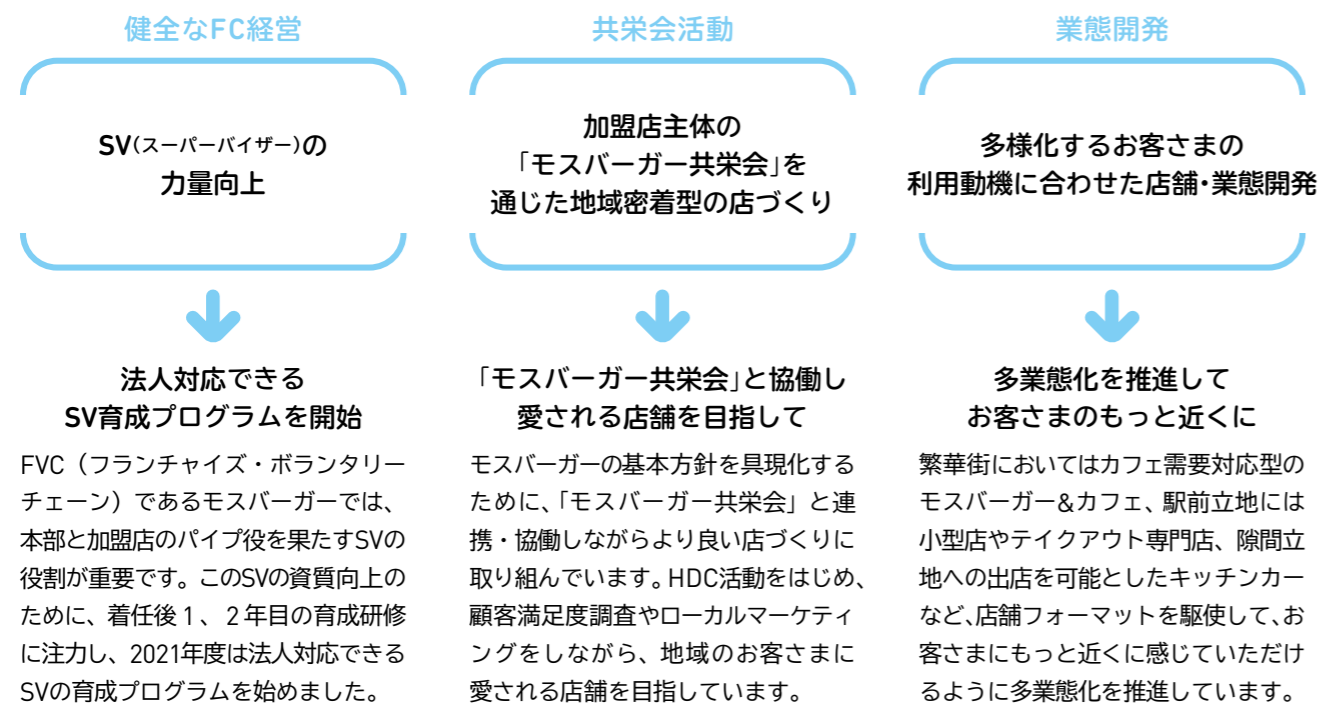 健全なFC経営
SV(スーパーバイザー)の
力量向上
法人対応できる
SV育成プログラムを開始
FVC（フランチャイズ・ボランタリー
チェーン）であるモスバーガーでは、
本部と加盟店のパイプ役を果たすSVの
役割が重要です。このSVの資質向上の
ために、着任後１、２年目の育成研修
に注力し、2021年度は法人対応できる
SVの育成プログラムを始めました。
共栄会活動
加盟店主体の
「モスバーガー共栄会」を
通じた地域密着型の店づくり
「モスバーガー共栄会」と協働し
愛される店舗を目指して
モスバーガーの基本方針を具現化する
ために、「モスバーガー共栄会」と連
携・協働しながらより良い店づくりに
取り組んでいます。HDC活動をはじめ、
顧客満足度調査やローカルマーケティ
ングをしながら、地域のお客さまに
愛される店舗を目指しています。
業態開発
多様化するお客さまの
利用動機に合わせた店舗・業態開発
多業態化を推進して
お客さまのもっと近くに
繁華街においてはカフェ需要対応型の
モスバーガー&カフェ、駅前立地には
小型店やテイクアウト専門店、隙間立
地への出店を可能としたキッチンカー
など、店舗フォーマットを駆使して、お
客さまにもっと近くに感じていただけ
るように多業態化を推進しています。